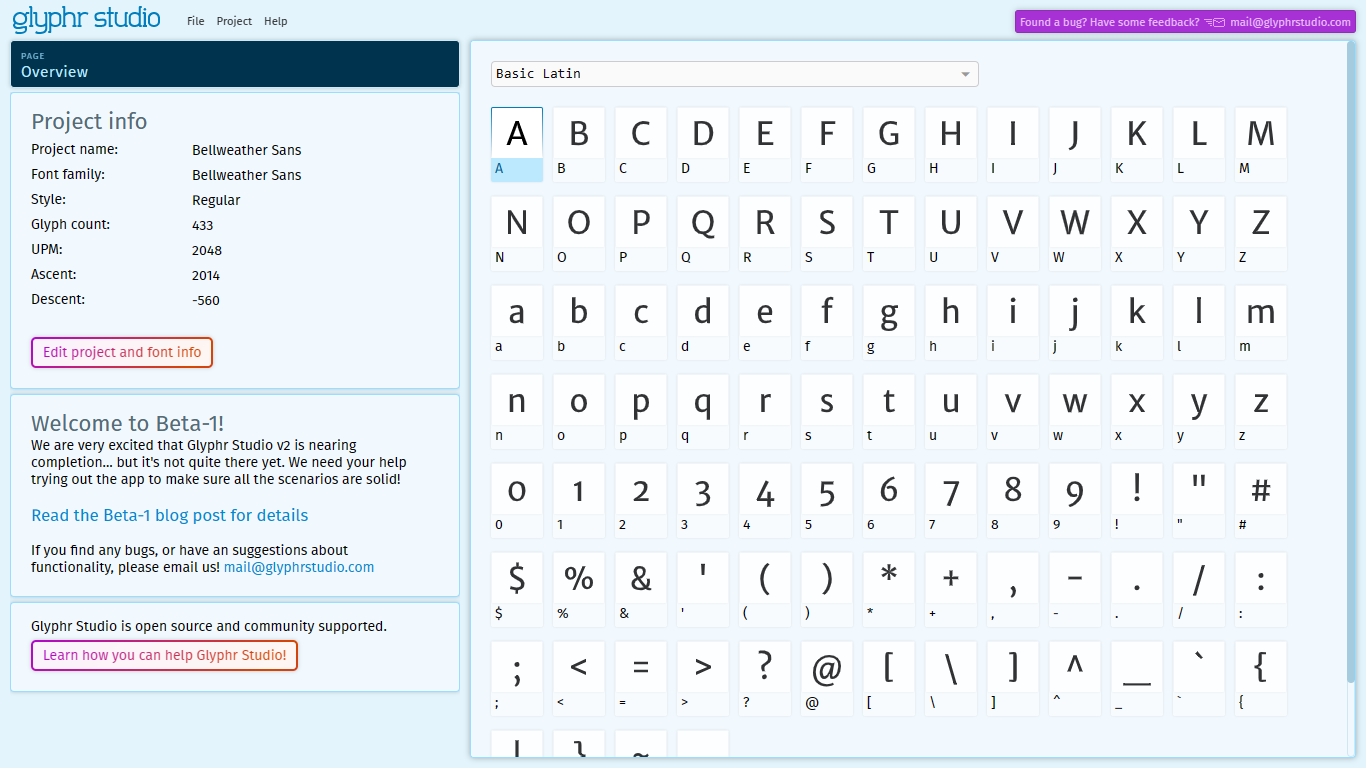 glyphr studio File Project Help Found a bug? Have some feedback? mail@glyphrstudio.com
PAGE
Overview
Project info
Project name: Bellweather Sans
Font family: Bellweather Sans
Style: Regular
Glyph count: 433
UPM: 2048
Ascent: 2014
Descent: -560
Edit project and font info
Welcome to Beta-1!
We are very excited that Glyphr Studio v2 is nearing
completion... but it's not quite there yet. We need your help
trying out the app to make sure all the scenarios are solid!
Read the Beta-1 blog post for details
If you find any bugs, or have an suggestions about
functionality, please email us! mail@glyphrstudio.com
Glyphr Studio is open source and community supported.
Learn how you can help Glyphr Studio!
Basic Latin
A B C D E F G H I J K L M
A B C D E F G H I J K L M
N O P Q R S T U V W X Y Z
N O P Q R S T U V W X Y Z
a b c d e f g h i j k l m
a b c d e f g h i j k l m
n o p q r s t u v w x y z
n o p q r s t u v w x y z
0 1 2 3 4 5 6 7 8 9 ! " #
0 1 2 3 4 5 6 7 8 9 ! " #
$ % & ' ( ) * + , - . / :
$ % & ' ( ) * + , - . / :
; < = > ? @ [ \ ] ^ _ ` {
; < = > ? @ [ \ ] ^ _ ` {
| } ~